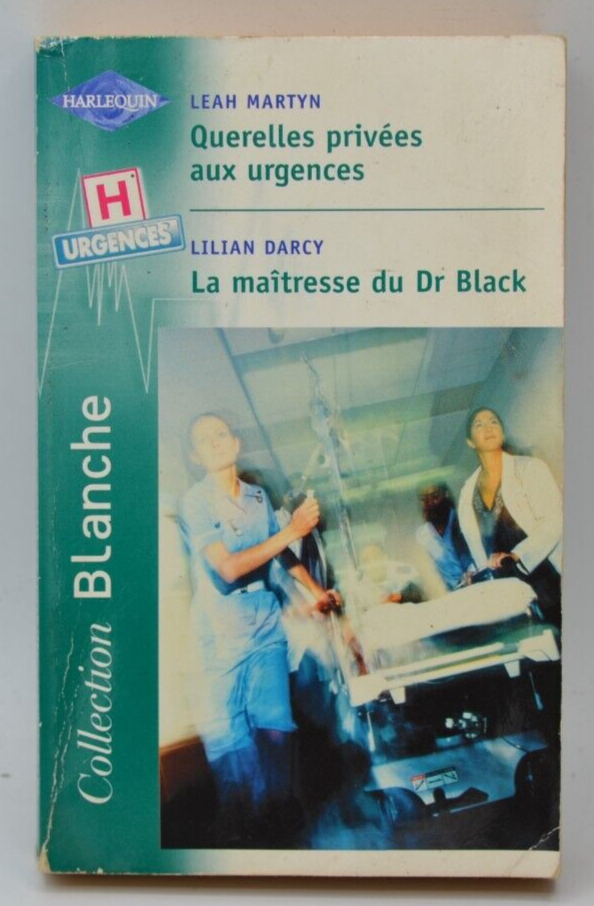 HARLEQUIN
LEAH MARTYN
Querelles privées
aux urgences
H
URGENCES
LILIAN DARCY
La maîtresse du Dr Black
Collection Blanche